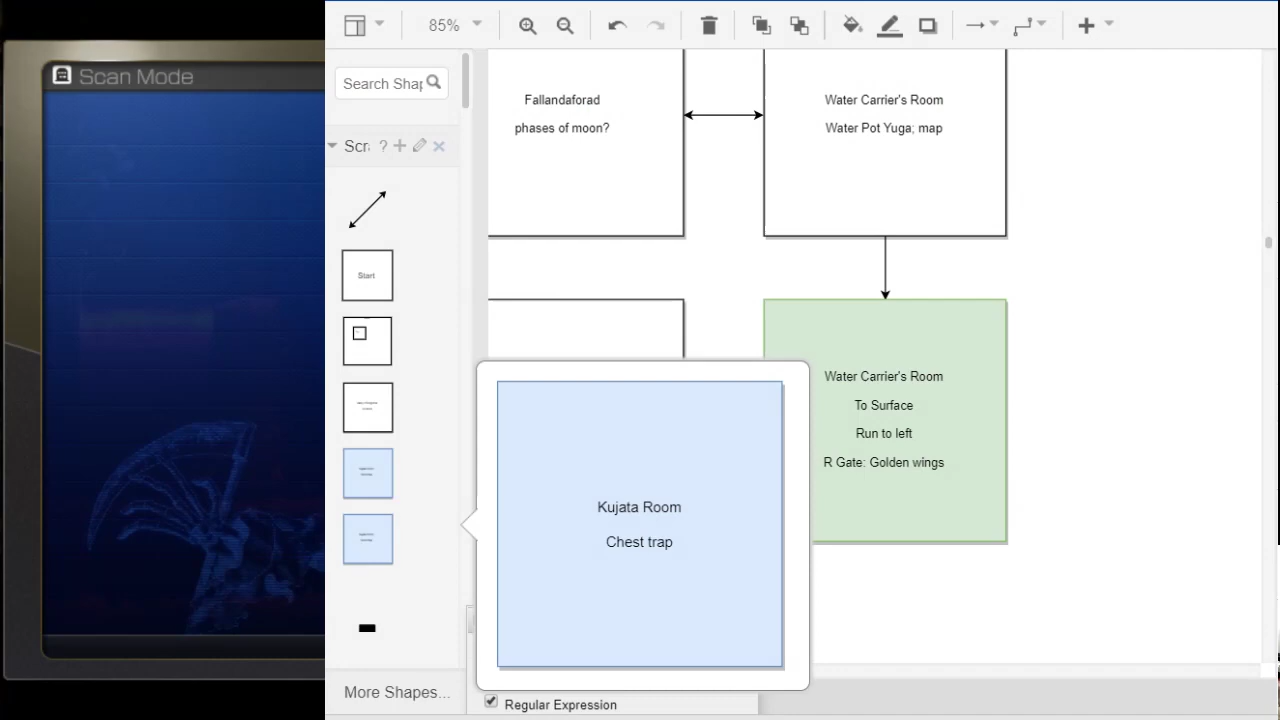 Scan Mode
85%
Search Shap
Scr
?
Start
More Shapes...
Fallandaforad
phases of moon?
Water Carrier's Room
Water Pot Yuga; map
Water Carrier's Room
To Surface
Run to left
R Gate: Golden wings
Kujata Room
Chest trap
Regular Expression